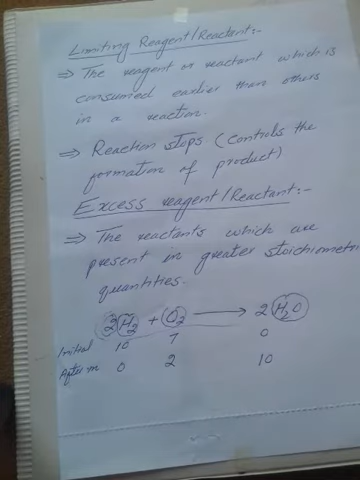 Limiting Reagent/Reactant:-
⇒ The reagent or reactant which is
consumed earlier than others
in a reaction.
⇒ Reaction stops (Controls the
formation of product)
Excess reagent/Reactant:-
⇒ The reactants which are
present in greater stoichiometri
quantities.
2H₂ + O₂ → 2H₂O
Initial 10 7 0
After rn 0 2 10